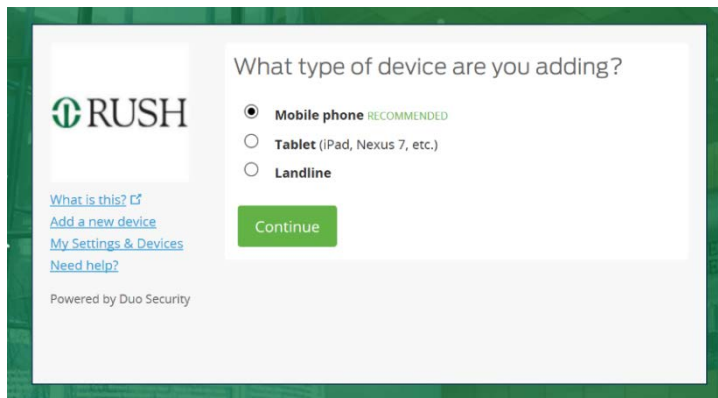 RUSH
What is this?
Add a new device
My Settings & Devices
Need help?
Powered by Duo Security
What type of device are you adding?
Mobile phone RECOMMENDED
Tablet (iPad, Nexus 7, etc.)
Landline
Continue